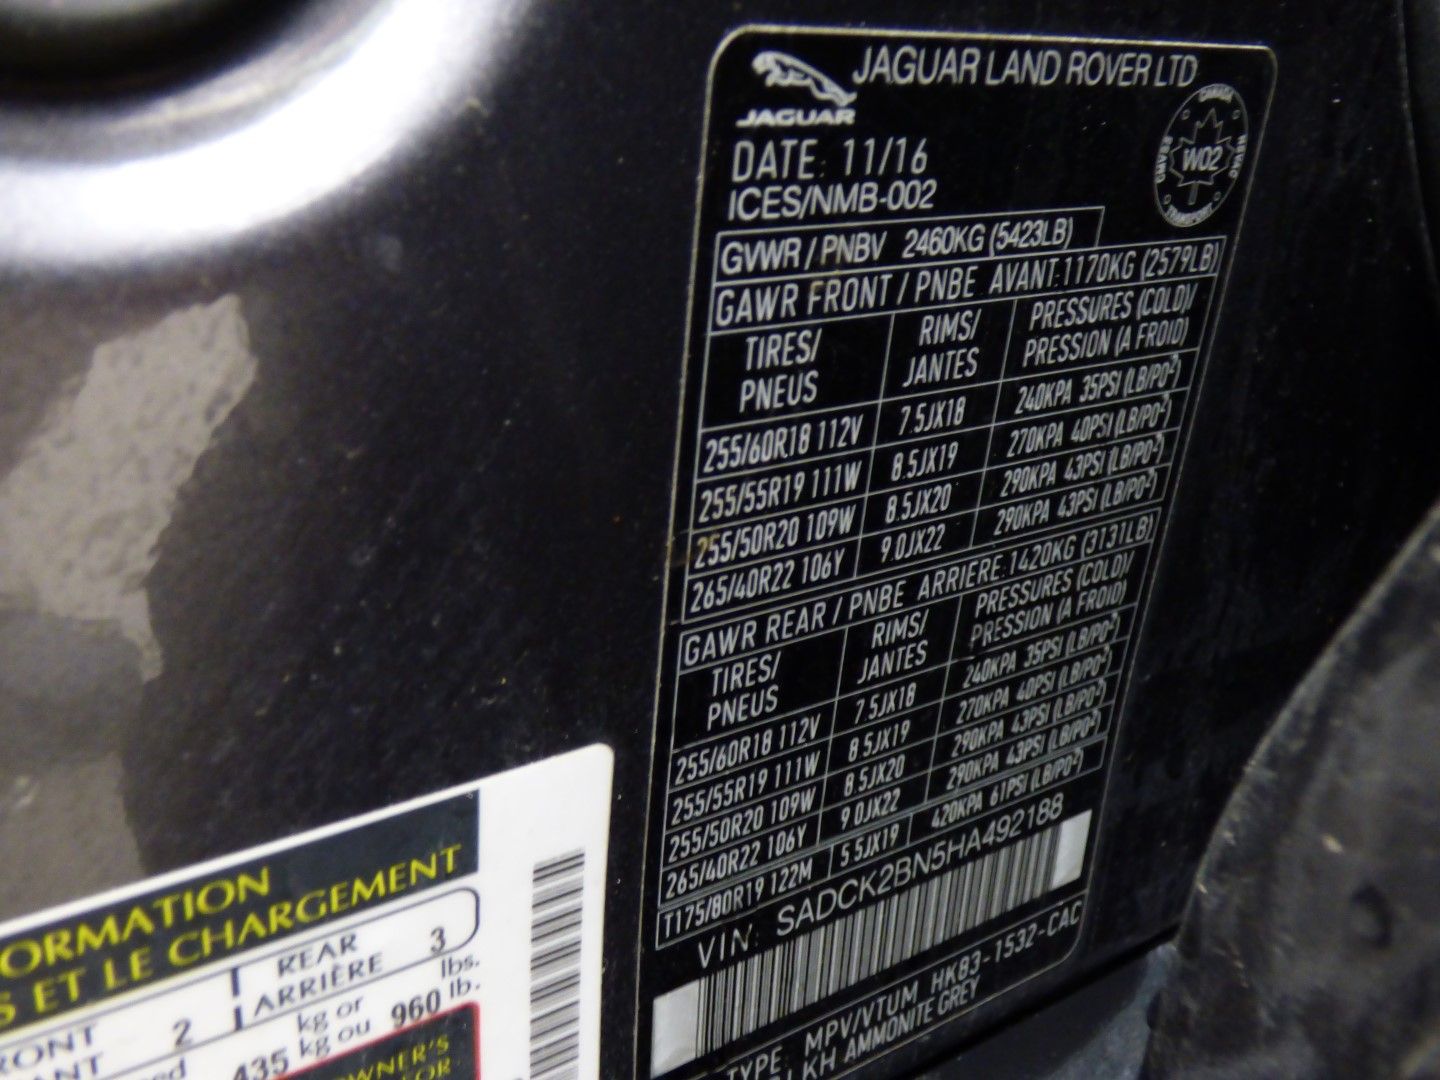 JAGUAR LAND ROVER LTD
JAGUAR
CANADA
W02
TRANSPORT
DATE: 11/16
ICES/NMB-002
GVWR / PNBV 2460KG (5423LB)
GAWR FRONT / PNBE AVANT:1170KG (2579LB)
TIRES/ PNEUS RIMS/ JANTES PRESSURES (COLD)/ PRESSION (A FROID)
255/60R18 112V 7.5JX18 240KPA 35PSI (LB/PO²)
255/55R19 111W 8.5JX19 270KPA 40PSI (LB/PO²)
255/50R20 109W 8.5JX20 290KPA 43PSI (LB/PO²)
265/40R22 106Y 9.0JX22 290KPA 43PSI (LB/PO²)
GAWR REAR / PNBE ARRIERE:1420KG (3131LB)
TIRES/ PNEUS RIMS/ JANTES PRESSURES (COLD)/ PRESSION (A FROID)
255/60R18 112V 7.5JX18 240KPA 35PSI (LB/PO²)
255/55R19 111W 8.5JX19 270KPA 40PSI (LB/PO²)
255/50R20 109W 8.5JX20 290KPA 43PSI (LB/PO²)
265/40R22 106Y 9.0JX22 290KPA 43PSI (LB/PO²)
T175/80R19 122M 5.5JX19 420KPA 61PSI (LB/PO²)
VIN: SADCK2BN5HA492188
TYPE: MPV/VTUM HK83-1532-CAC
LKH AMMONITE GREY
ORMATION
S ET LE CHARGEMENT
RONT 2 REAR 3
ANT ARRIÈRE
435 kg or 960 lbs.
kg ou lb.
OWNER'S
FOR